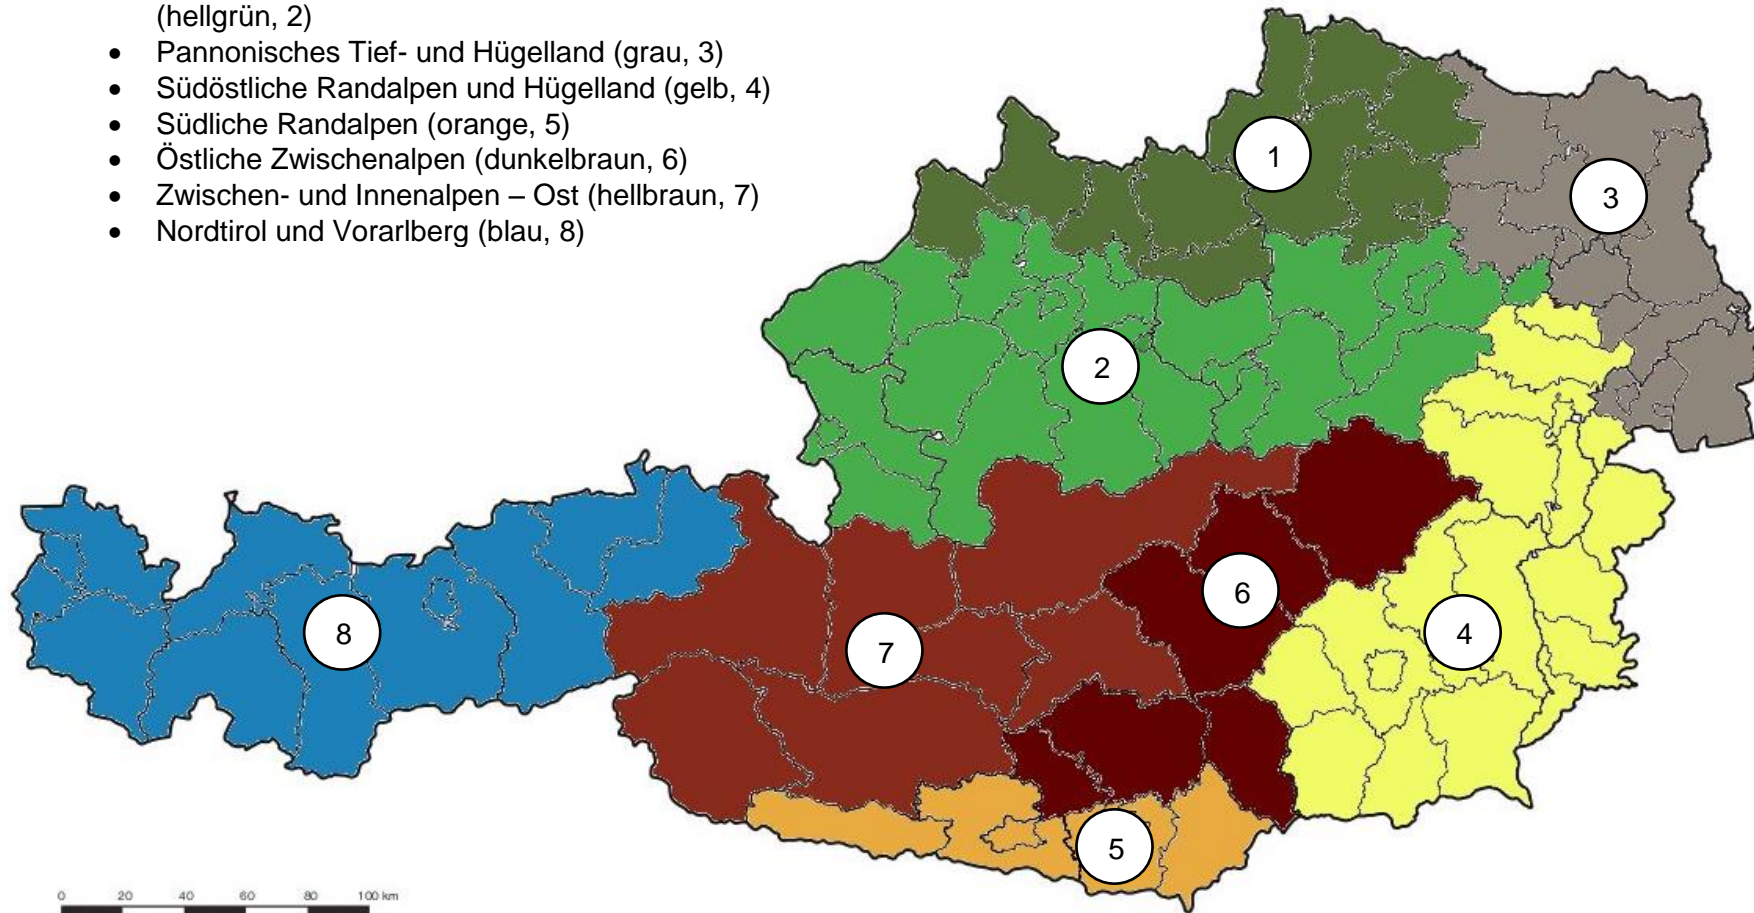 (hellgrün, 2)
• Pannonisches Tief- und Hügelland (grau, 3)
• Südöstliche Randalpen und Hügelland (gelb, 4)
• Südliche Randalpen (orange, 5)
• Östliche Zwischenalpen (dunkelbraun, 6)
• Zwischen- und Innenalpen – Ost (hellbraun, 7)
• Nordtirol und Vorarlberg (blau, 8)
1
3
2
6
8
7
4
5
0 20 40 60 80 100 km